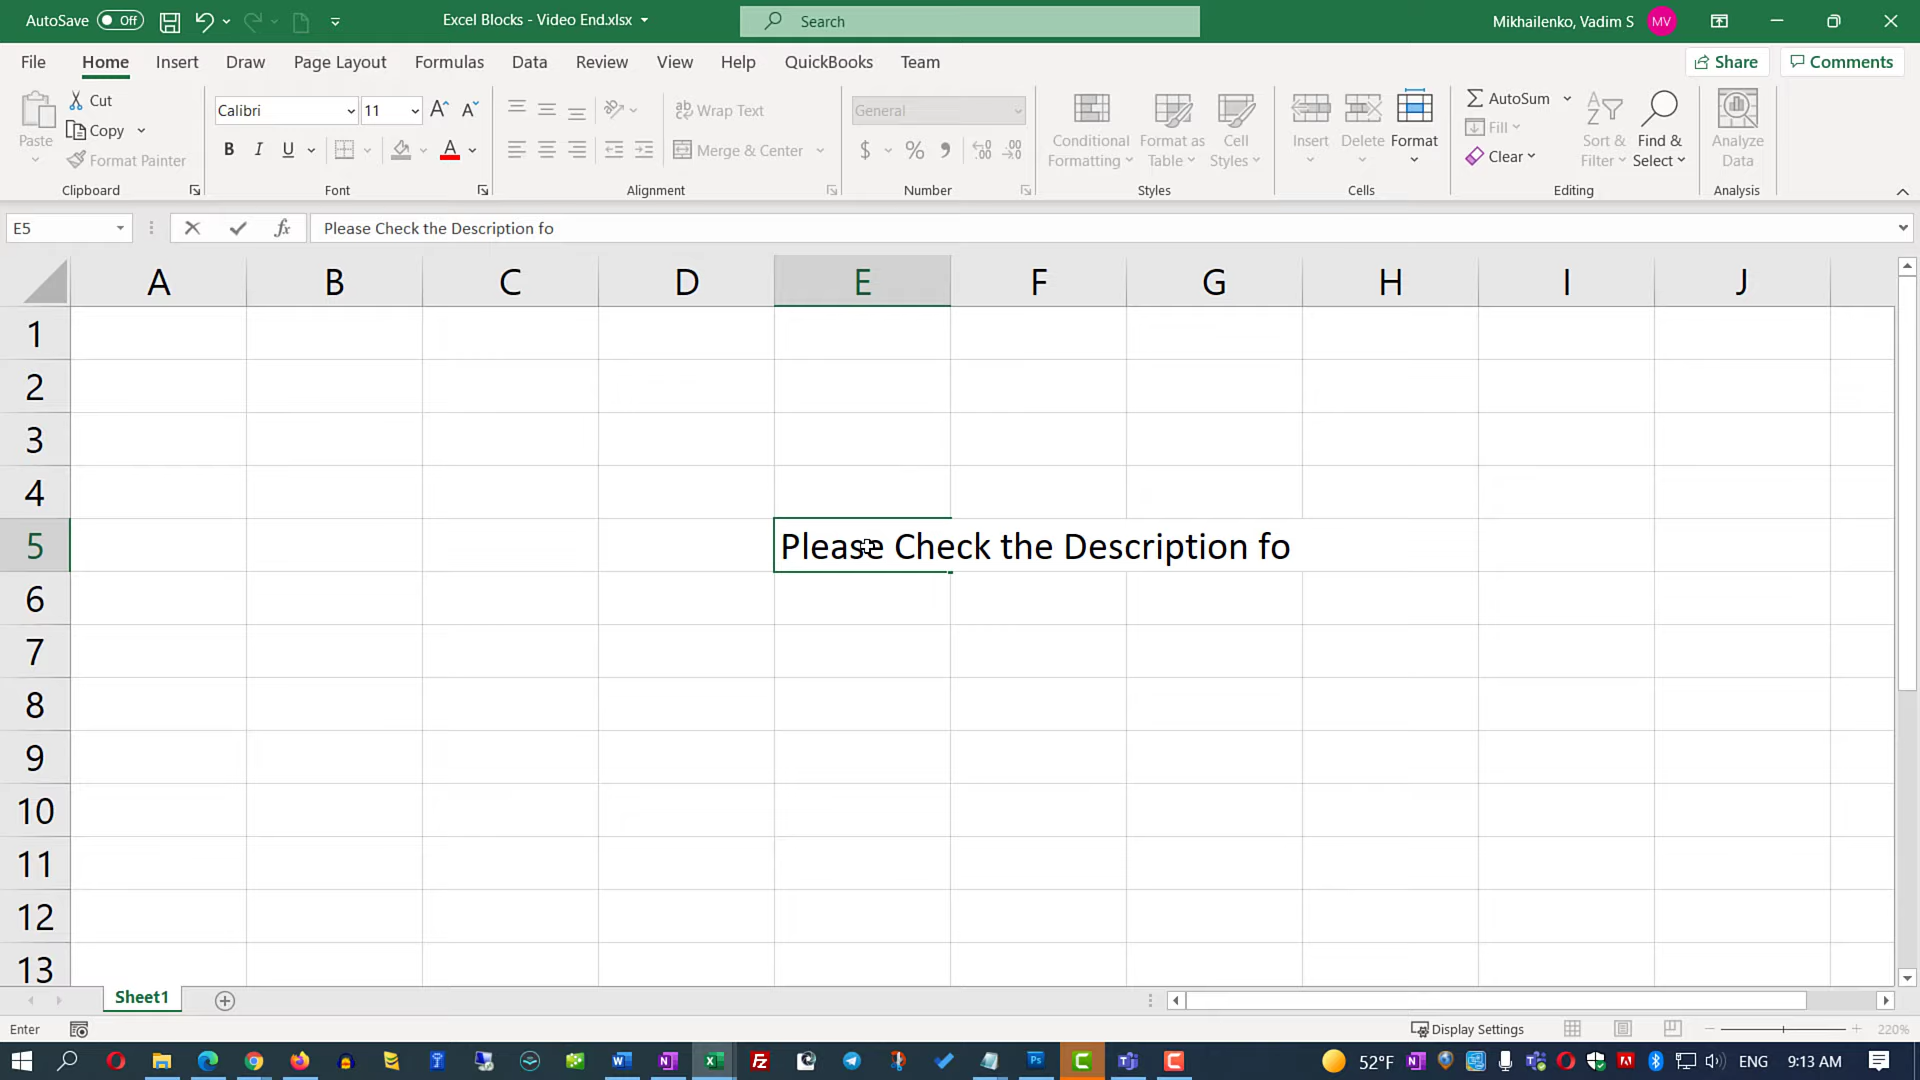 AutoSave Off Excel Blocks - Video End.xlsx Search Mikhailenko, Vadim S MV
File Home Insert Draw Page Layout Formulas Data Review View Help QuickBooks Team Share Comments
Paste
Cut
Copy
Format Painter
Clipboard
Calibri 11
B I U A
Font
ab Wrap Text
Merge & Center
Alignment
General
$ % 9
Number
Conditional Formatting
Format as Table
Cell Styles
Styles
Insert
Delete
Format
Cells
AutoSum
Fill
Clear
Sort & Filter
Find & Select
Editing
Analyze Data
Analysis
E5 fx Please Check the Description fo
A B C D E F G H I J
1
2
3
4
5 Please Check the Description fo
6
7
8
9
10
11
12
13
Sheet1
Enter Display Settings 220%
52°F ENG 9:13 AM